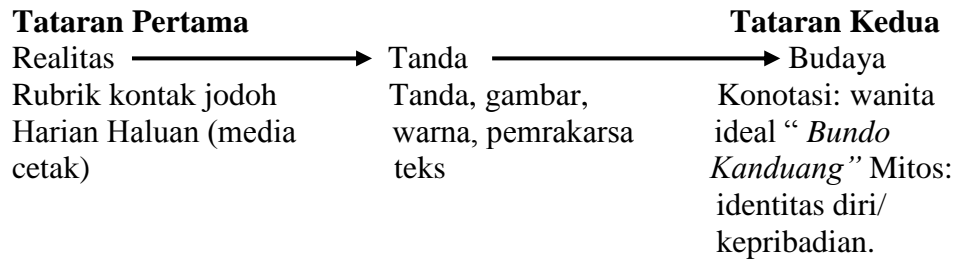 Tataran Pertama Tataran Kedua
Realitas Tanda Budaya
Rubrik kontak jodoh Tanda, gambar, Konotasi: wanita
Harian Haluan (media warna, pemrakarsa ideal “ Bundo
cetak) teks Kanduang” Mitos:
identitas diri/
kepribadian.